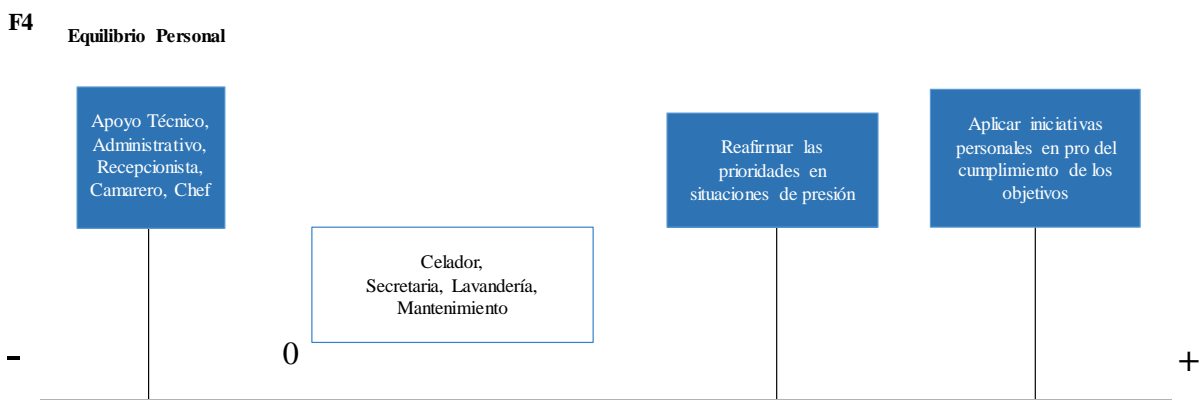 F4
Equilibrio Personal
Apoyo Técnico,
Administrativo,
Recepcionista,
Camarero, Chef
Celador,
Secretaria, Lavandería,
Mantenimiento
Reafirmar las
prioridades en
situaciones de presión
Aplicar iniciativas
personales en pro del
cumplimiento de los
objetivos
-
0
+